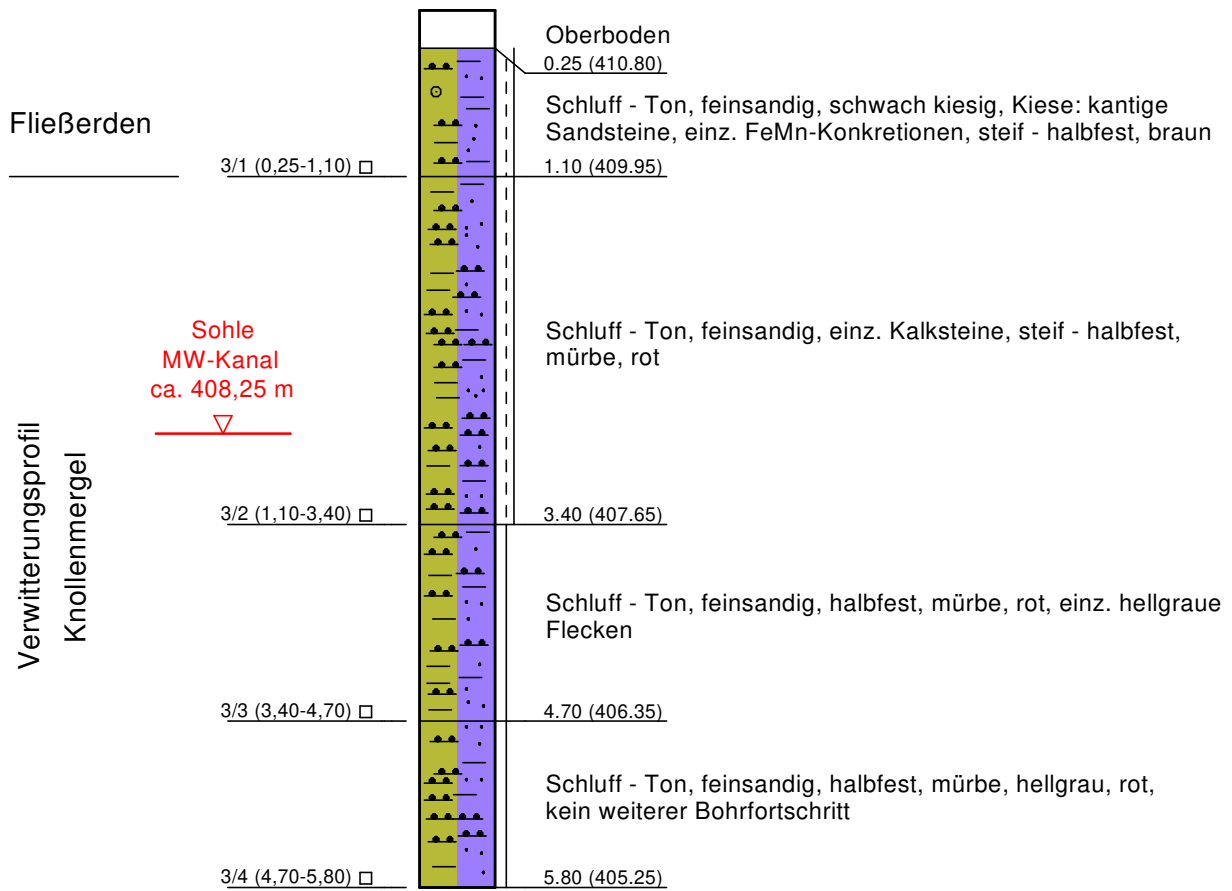 Oberboden
0.25 (410.80)
Schluff - Ton, feinsandig, schwach kiesig, Kiese: kantige
Sandsteine, einz. FeMn-Konkretionen, steif - halbfest, braun
Fließerden
3/1 (0,25-1,10)
1.10 (409.95)
Schluff - Ton, feinsandig, einz. Kalksteine, steif - halbfest,
mürbe, rot
Sohle
MW-Kanal
ca. 408,25 m
Verwitterungsprofil
Knollenmergel
3/2 (1,10-3,40)
3.40 (407.65)
Schluff - Ton, feinsandig, halbfest, mürbe, rot, einz. hellgraue
Flecken
3/3 (3,40-4,70)
4.70 (406.35)
Schluff - Ton, feinsandig, halbfest, mürbe, hellgrau, rot,
kein weiterer Bohrfortschritt
3/4 (4,70-5,80)
5.80 (405.25)